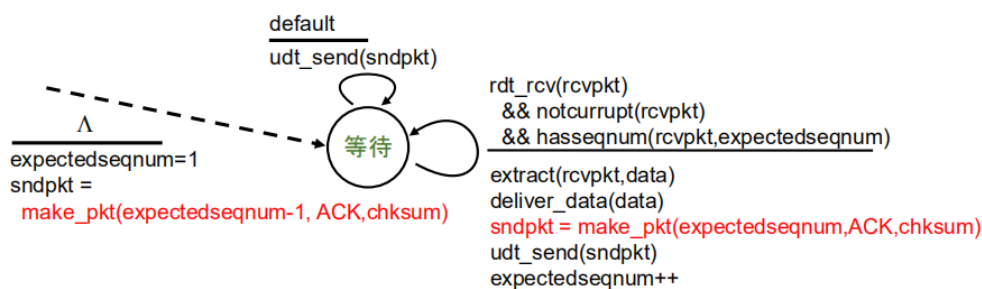 default
udt_send(sndpkt)
Λ
expectedseqnum=1
sndpkt =
make_pkt(expectedseqnum-1, ACK,chksum)
等待
rdt_rcv(rcvpkt)
&& notcurrupt(rcvpkt)
&& hasseqnum(rcvpkt,expectedseqnum)
extract(rcvpkt,data)
deliver_data(data)
sndpkt = make_pkt(expectedseqnum,ACK,chksum)
udt_send(sndpkt)
expectedseqnum++